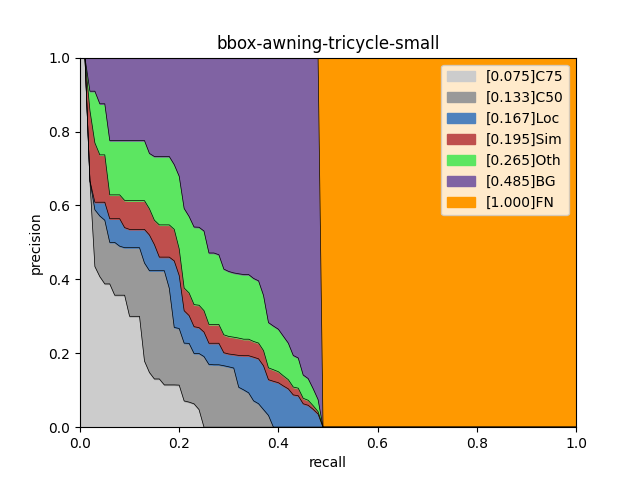 bbox-awning-tricycle-small
[0.075]C75
[0.133]C50
[0.167]Loc
[0.195]Sim
[0.265]Oth
[0.485]BG
[1.000]FN
precision
1.0
0.8
0.6
0.4
0.2
0.0
0.0 0.2 0.4 0.6 0.8 1.0
recall